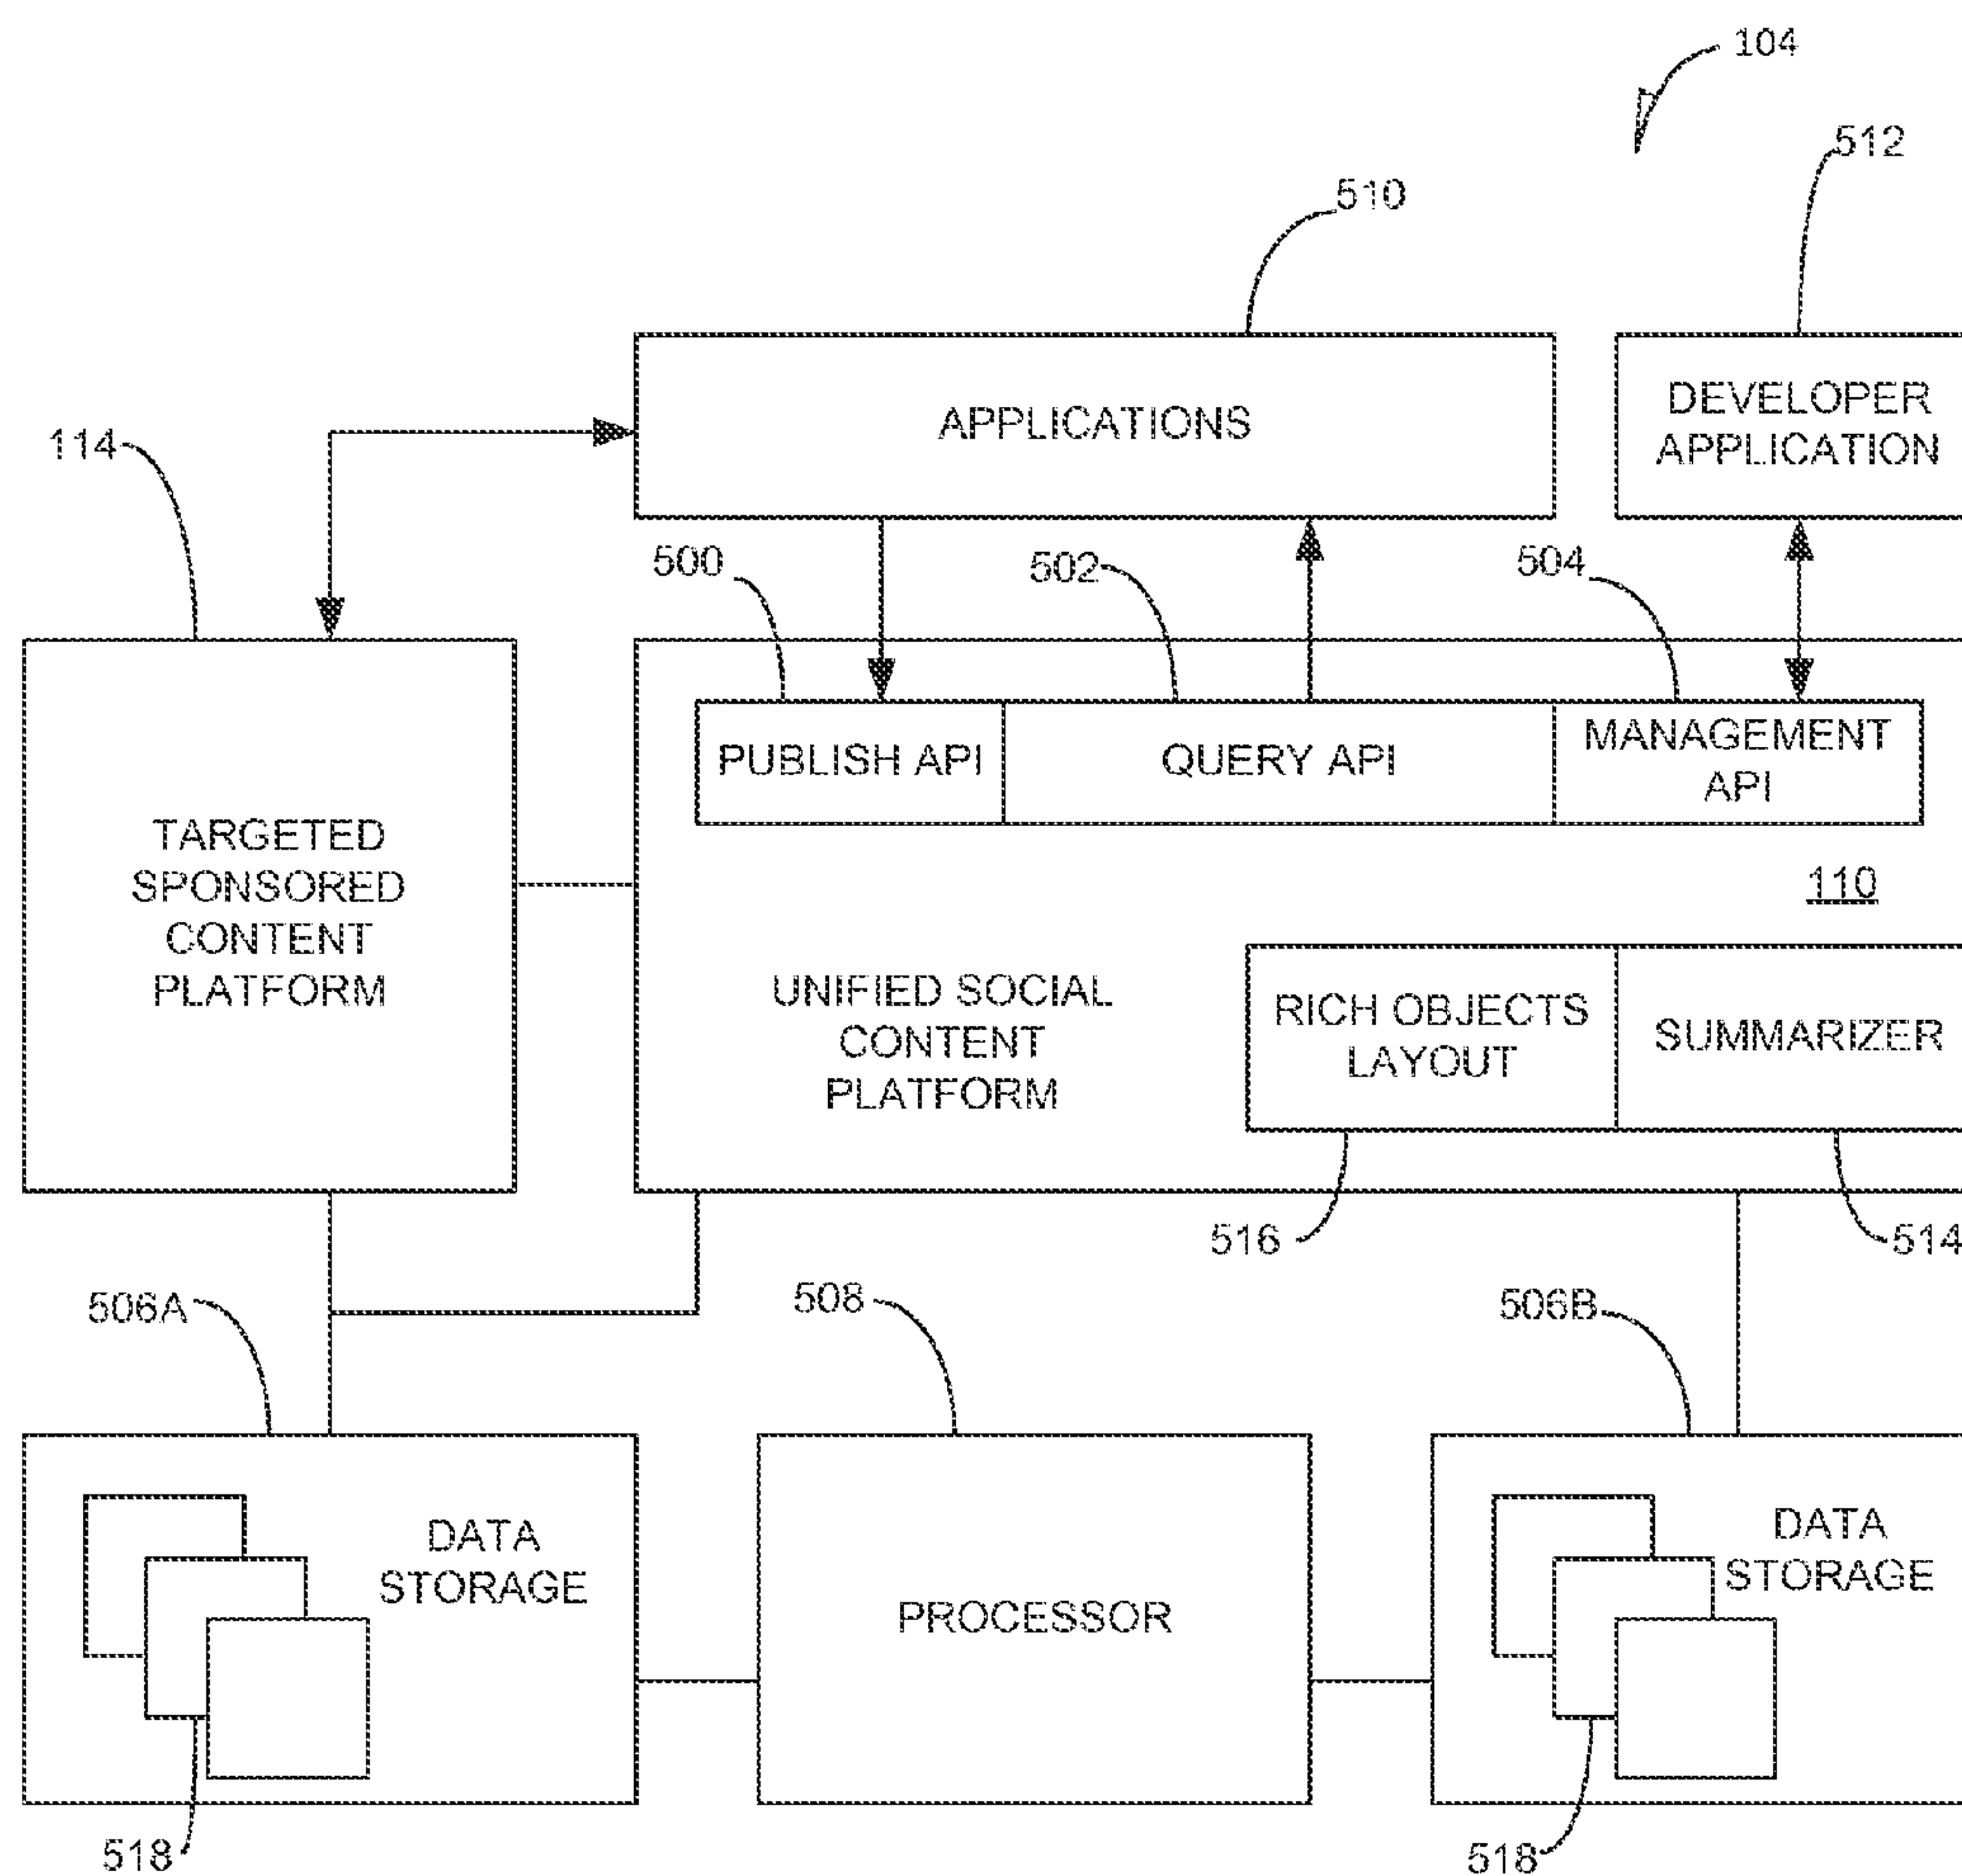 104
512
510
APPLICATIONS
DEVELOPER
APPLICATION
114
500
502
504
PUBLISH API
QUERY API
MANAGEMENT
API
TARGETED
SPONSORED
CONTENT
PLATFORM
110
UNIFIED SOCIAL
CONTENT
PLATFORM
RICH OBJECTS
LAYOUT
SUMMARIZER
516
514
506A
508
506B
DATA
STORAGE
PROCESSOR
DATA
STORAGE
518
518